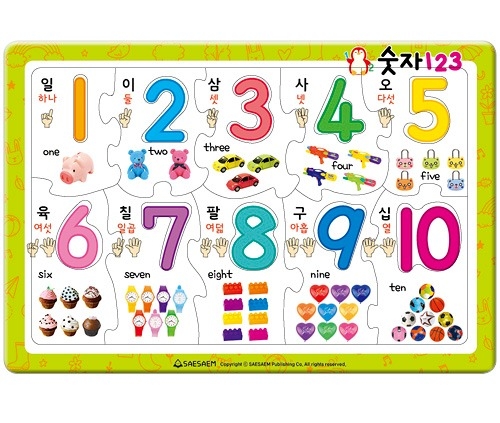 숫자123
일
하나
1
one
이
둘
2
two
삼
셋
3
three
사
넷
4
four
오
다섯
5
five
육
여섯
6
six
칠
일곱
7
seven
팔
여덟
8
eight
구
아홉
9
nine
십
열
10
ten
SAESAEM Copyright © SAESAEM Publishing Co. All rights reserved.